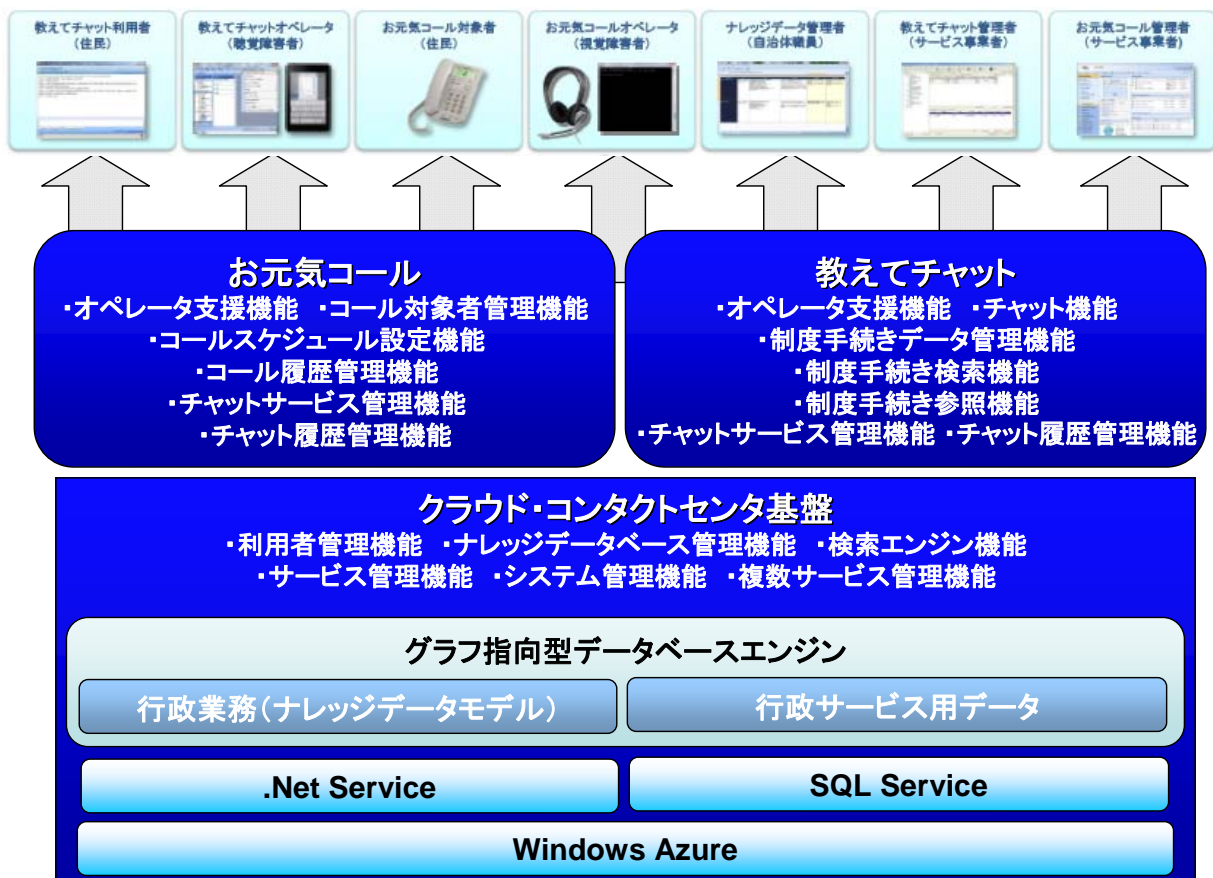 教えてチャット利用者
(住民)
教えてチャットオペレータ
(聴覚障害者)
お元気コール対象者
(住民)
お元気コールオペレータ
(視覚障害者)
ナレッジデータ管理者
(自治体職員)
教えてチャット管理者
(サービス事業者)
お元気コール管理者
(サービス事業者)
お元気コール
・オペレータ支援機能 ・コール対象者管理機能
・コールスケジュール設定機能
・コール履歴管理機能
・チャットサービス管理機能
・チャット履歴管理機能
教えてチャット
・オペレータ支援機能 ・チャット機能
・制度手続きデータ管理機能
・制度手続き検索機能
・制度手続き参照機能
・チャットサービス管理機能 ・チャット履歴管理機能
クラウド・コンタクトセンタ基盤
・利用者管理機能 ・ナレッジデータベース管理機能 ・検索エンジン機能
・サービス管理機能 ・システム管理機能 ・複数サービス管理機能
グラフ指向型データベースエンジン
行政業務(ナレッジデータモデル)
行政サービス用データ
.Net Service
SQL Service
Windows Azure